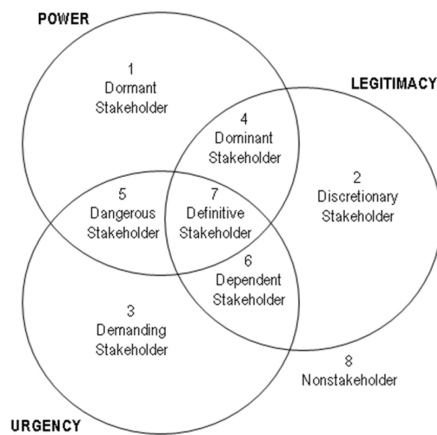 POWER
1
Dormant
Stakeholder
LEGITIMACY
4
Dominant
Stakeholder
2
Discretionary
Stakeholder
5
Dangerous
Stakeholder
7
Definitive
Stakeholder
6
Dependent
Stakeholder
3
Demanding
Stakeholder
8
Nonstakeholder
URGENCY